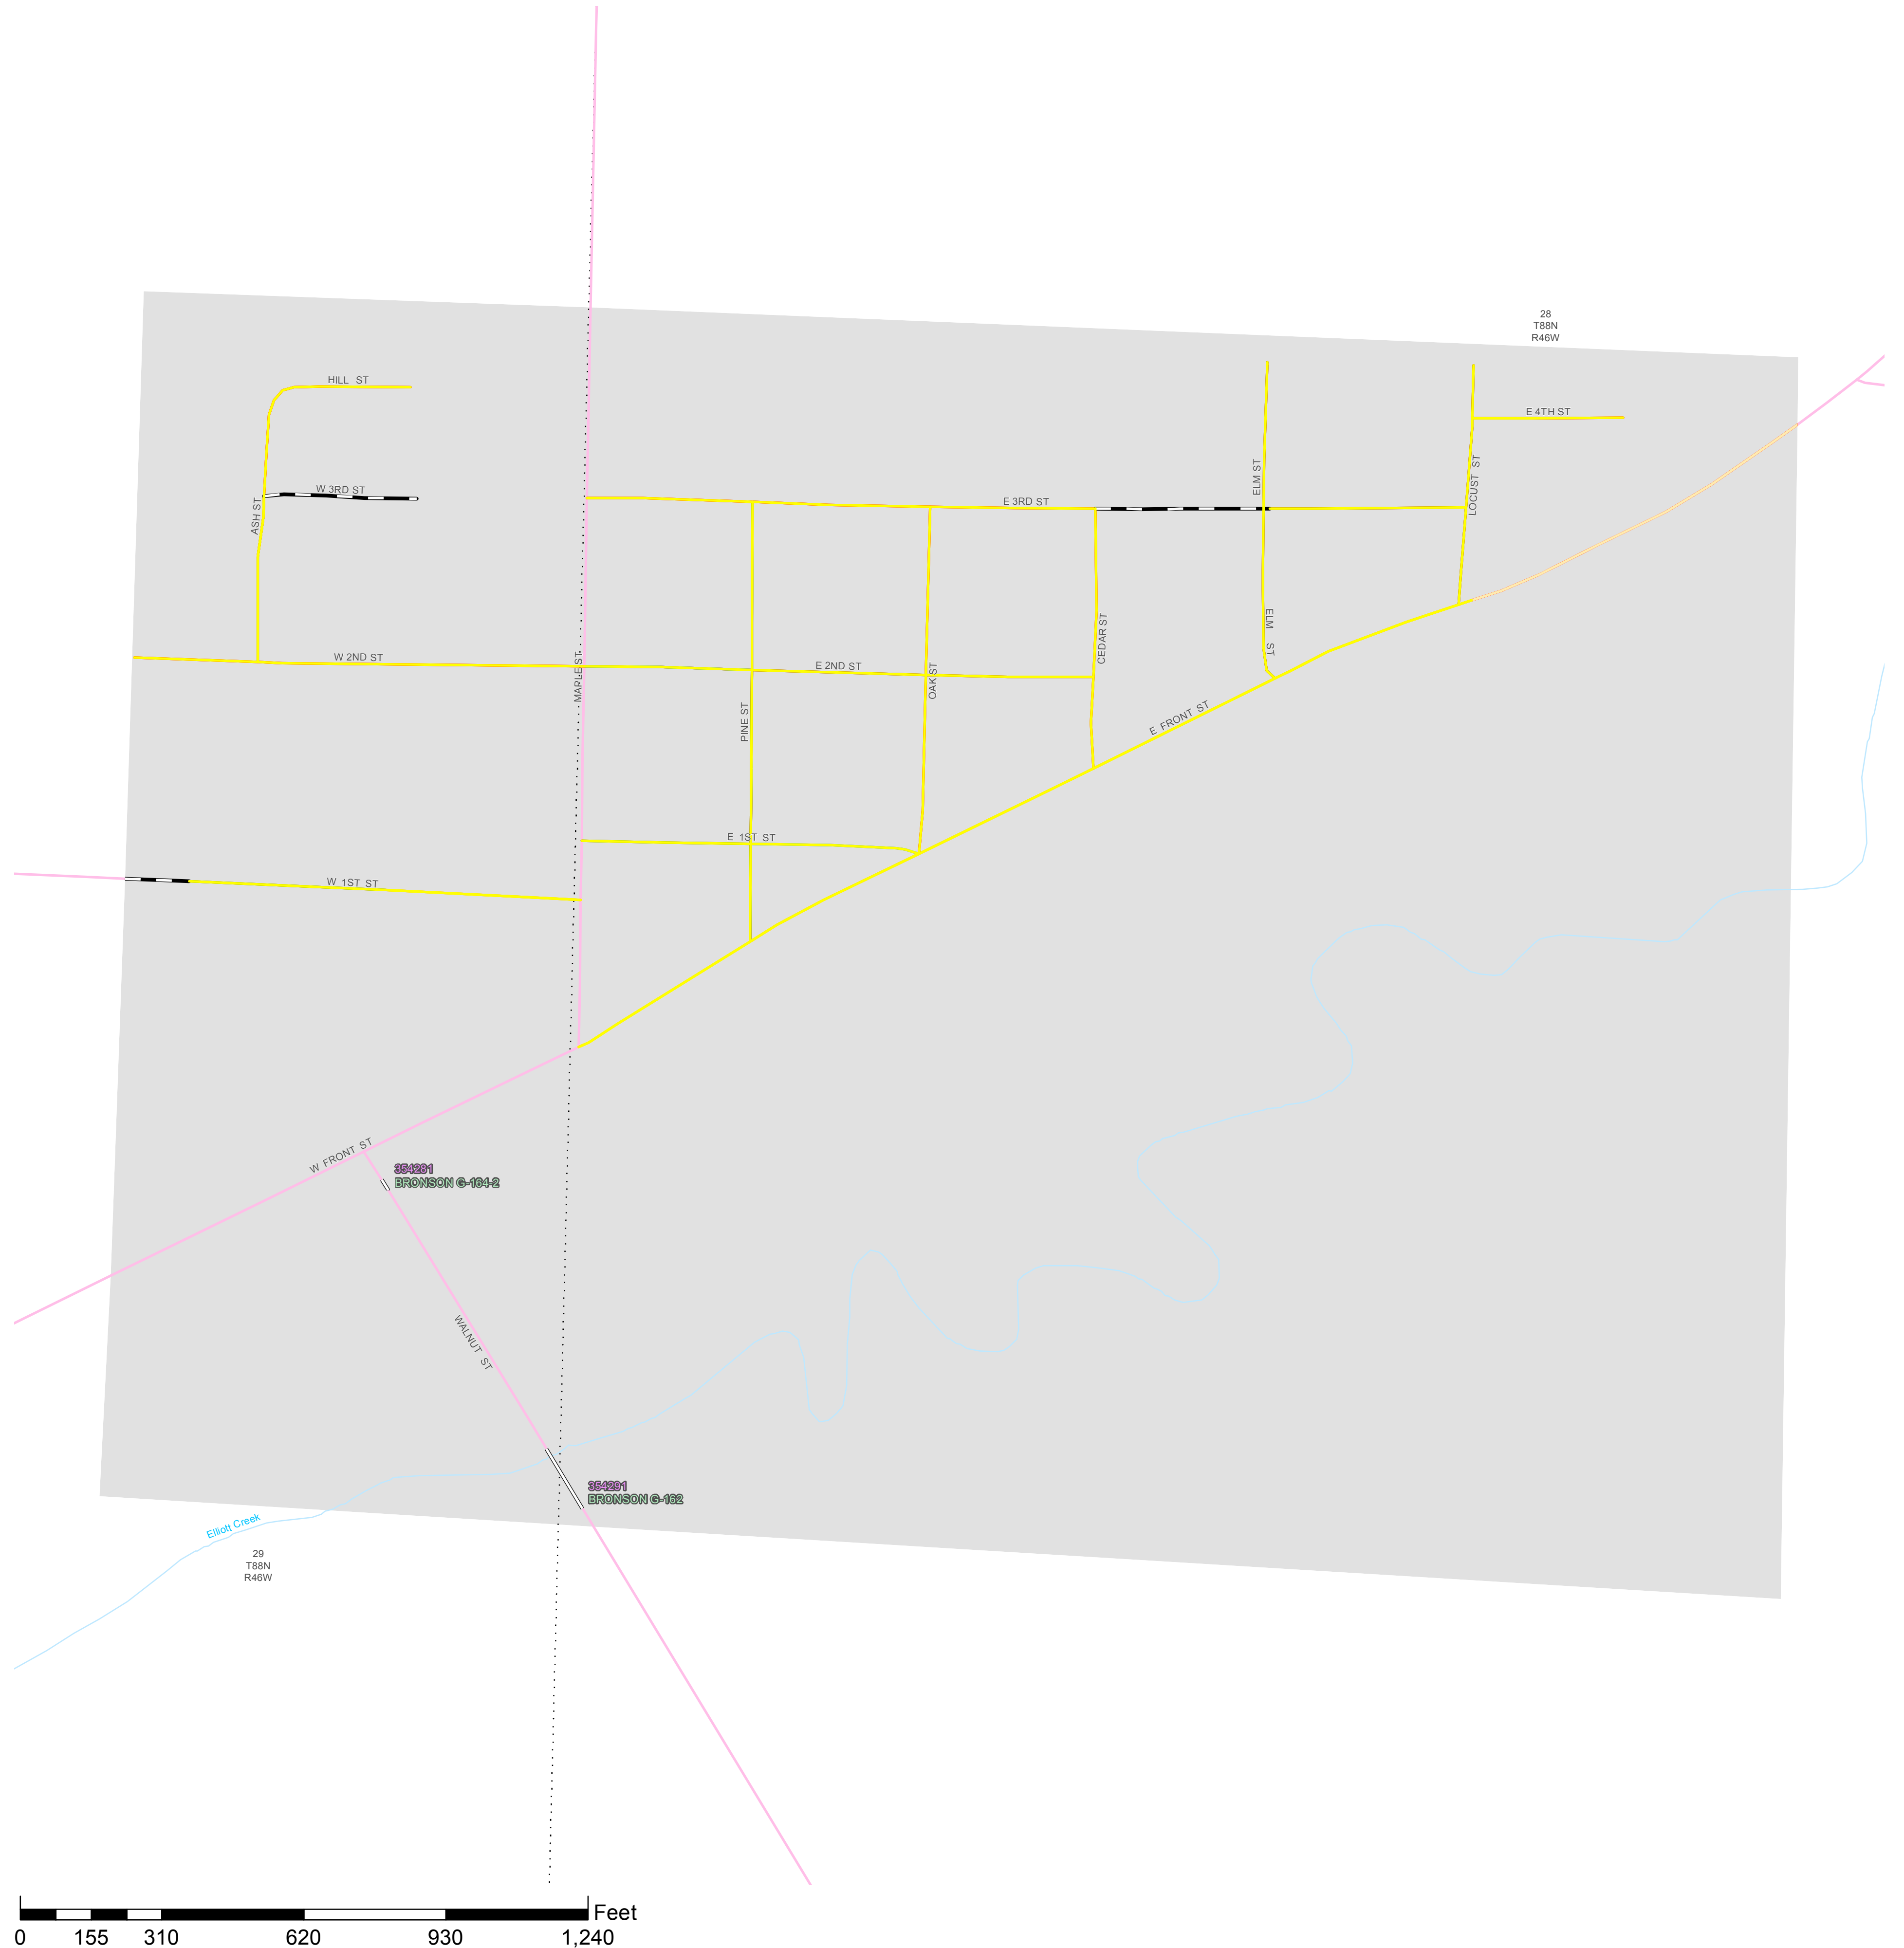 28
T88N
R46W
HILL ST
E 4TH ST
ELM ST
LOCUST ST
W 3RD ST
E 3RD ST
ASH ST
ELM ST
CEDAR ST
W 2ND ST
MAPLE ST
E 2ND ST
OAK ST
PINE ST
E FRONT ST
E 1ST ST
W 1ST ST
W FRONT ST
354281
BRONSON G-164-2
WALNUT ST
354291
BRONSON G-162
Elliott Creek
29
T88N
R46W
Feet
0 155 310 620 930 1,240